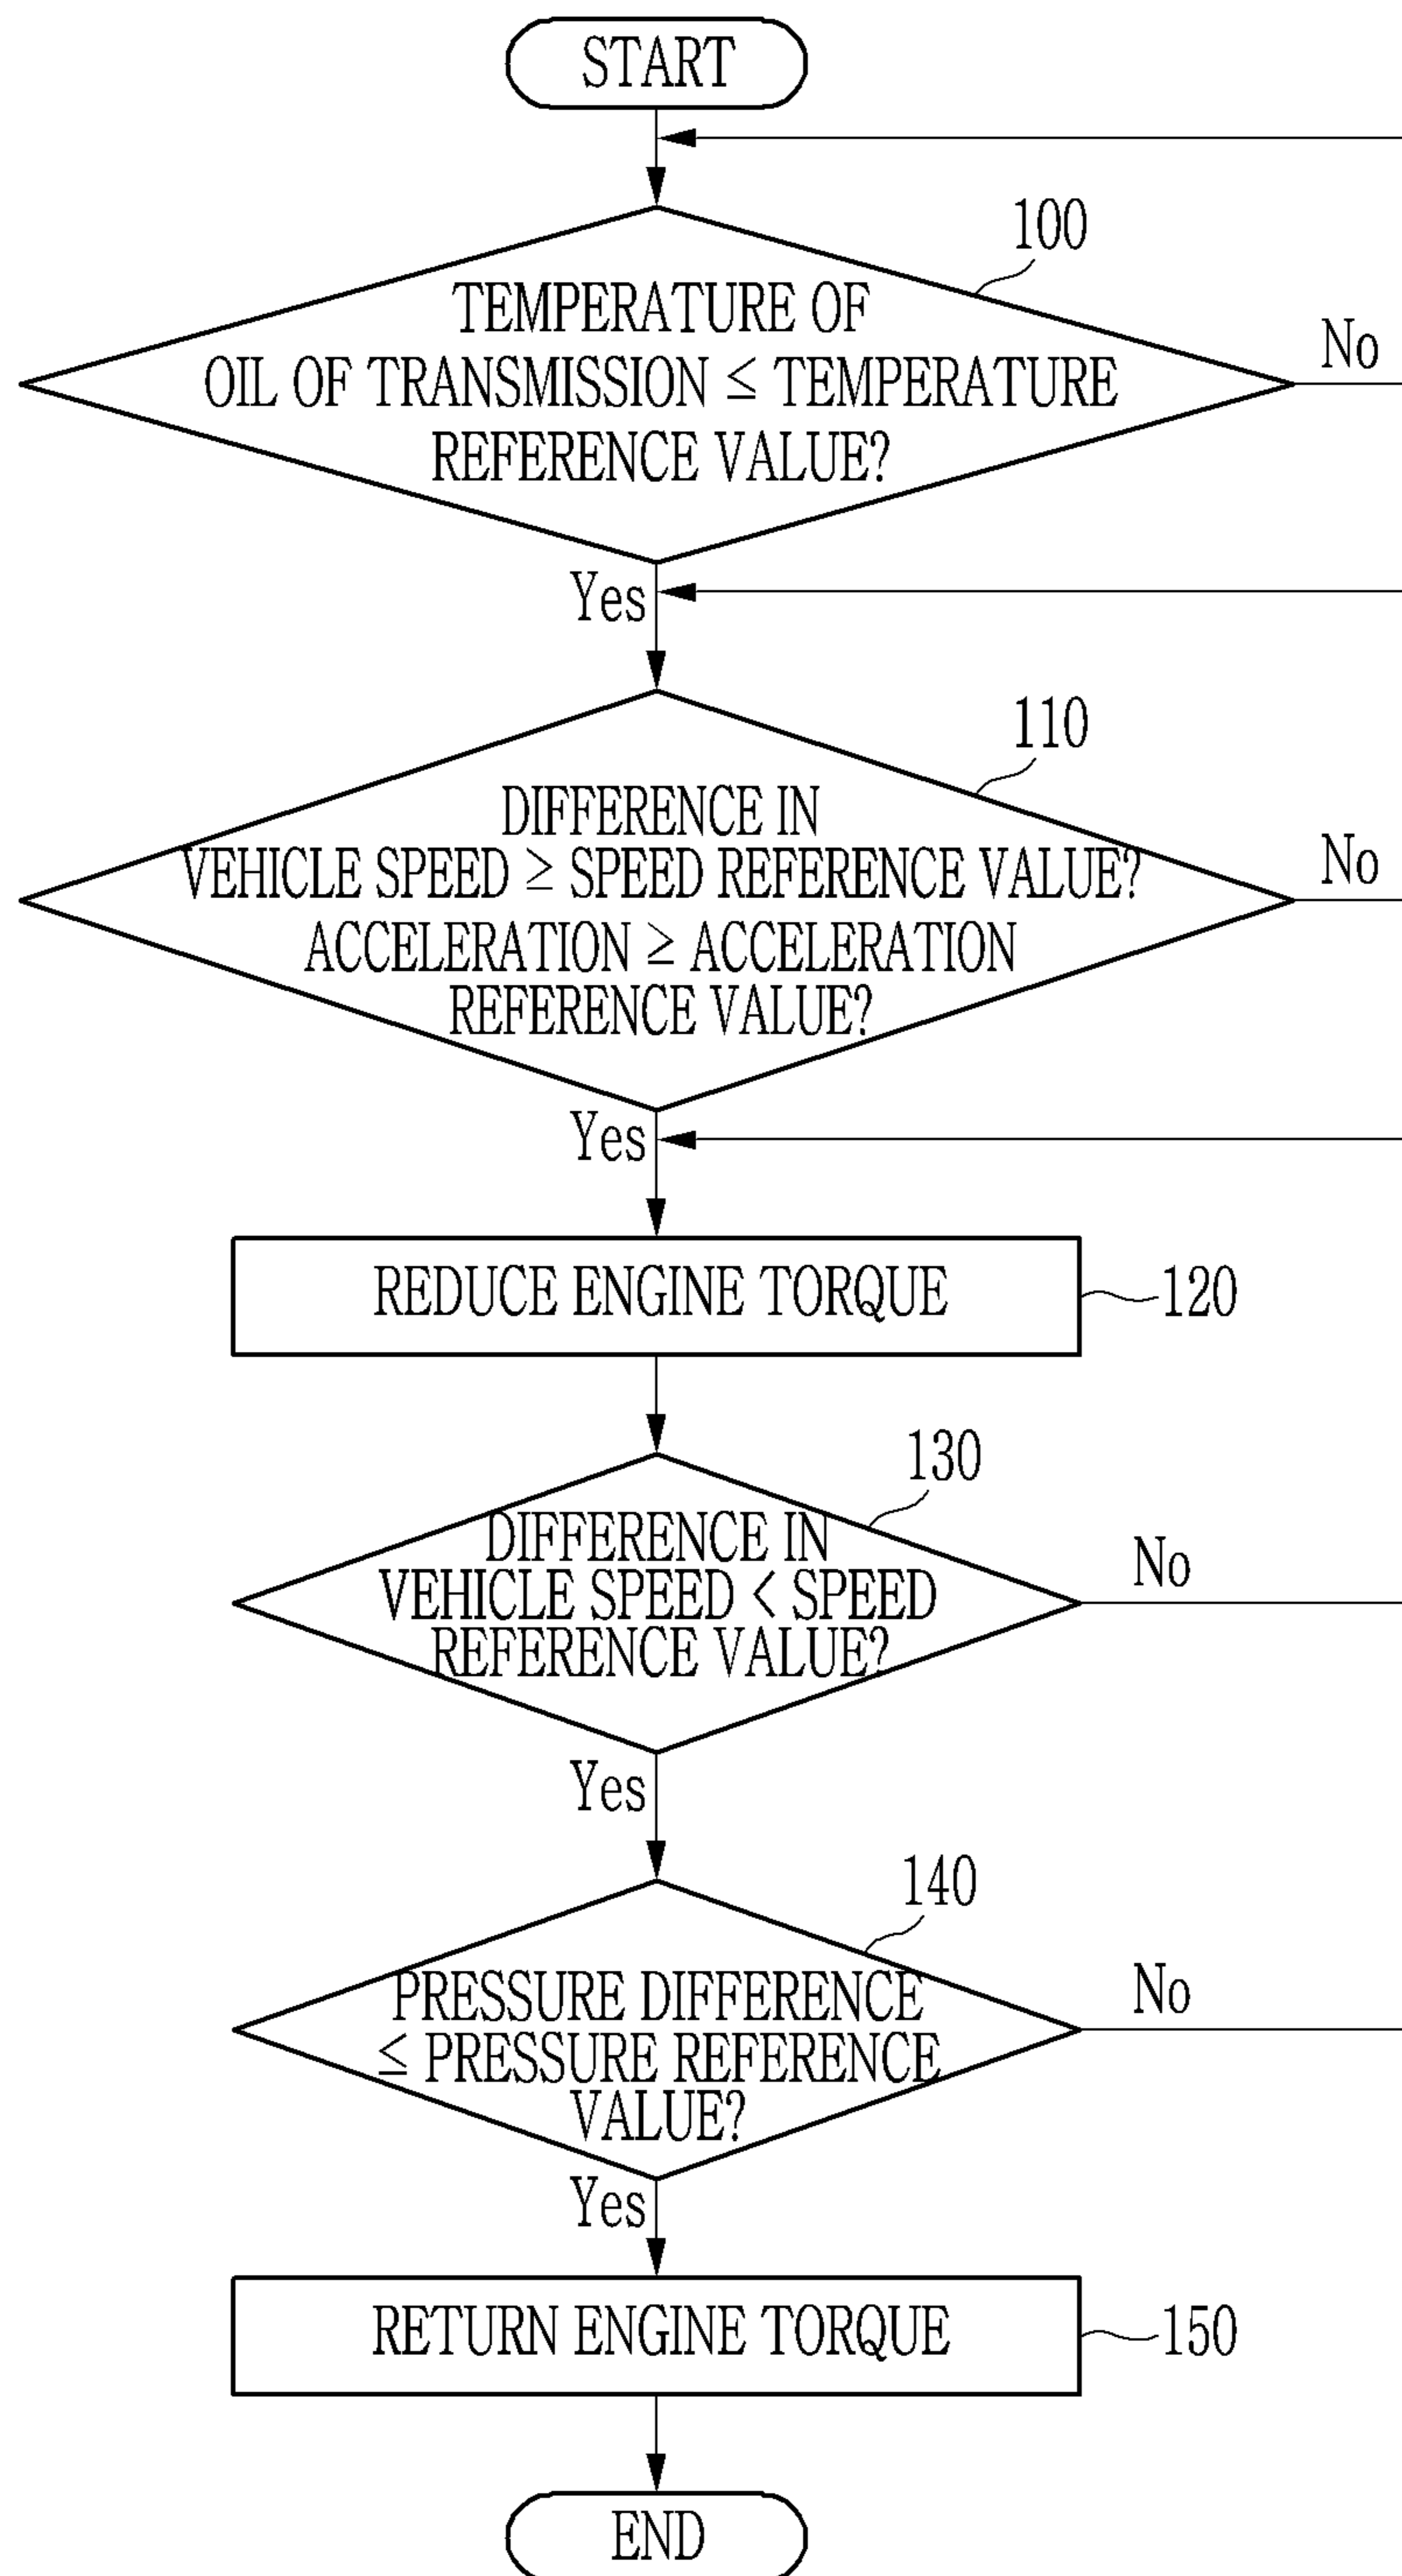 START
100
TEMPERATURE OF
OIL OF TRANSMISSION ≤ TEMPERATURE
REFERENCE VALUE?
No
Yes
110
DIFFERENCE IN
VEHICLE SPEED ≥ SPEED REFERENCE VALUE?
ACCELERATION ≥ ACCELERATION
REFERENCE VALUE?
No
Yes
REDUCE ENGINE TORQUE
120
130
DIFFERENCE IN
VEHICLE SPEED < SPEED
REFERENCE VALUE?
No
Yes
140
PRESSURE DIFFERENCE
≤ PRESSURE REFERENCE
VALUE?
No
Yes
RETURN ENGINE TORQUE
150
END